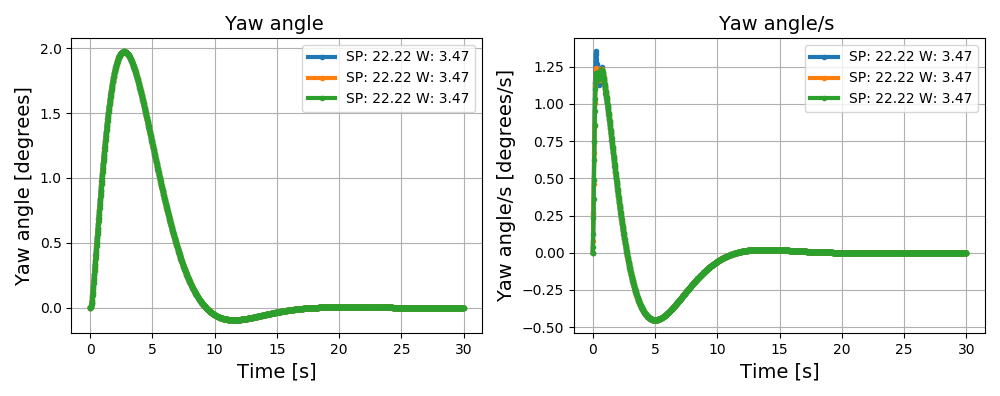 Yaw angle
Yaw angle [degrees]
2.0
1.5
1.0
0.5
0.0
SP: 22.22 W: 3.47
SP: 22.22 W: 3.47
SP: 22.22 W: 3.47
0 5 10 15 20 25 30
Time [s]
Yaw angle/s
Yaw angle/s [degrees/s]
1.25
1.00
0.75
0.50
0.25
0.00
−0.25
−0.50
SP: 22.22 W: 3.47
SP: 22.22 W: 3.47
SP: 22.22 W: 3.47
0 5 10 15 20 25 30
Time [s]